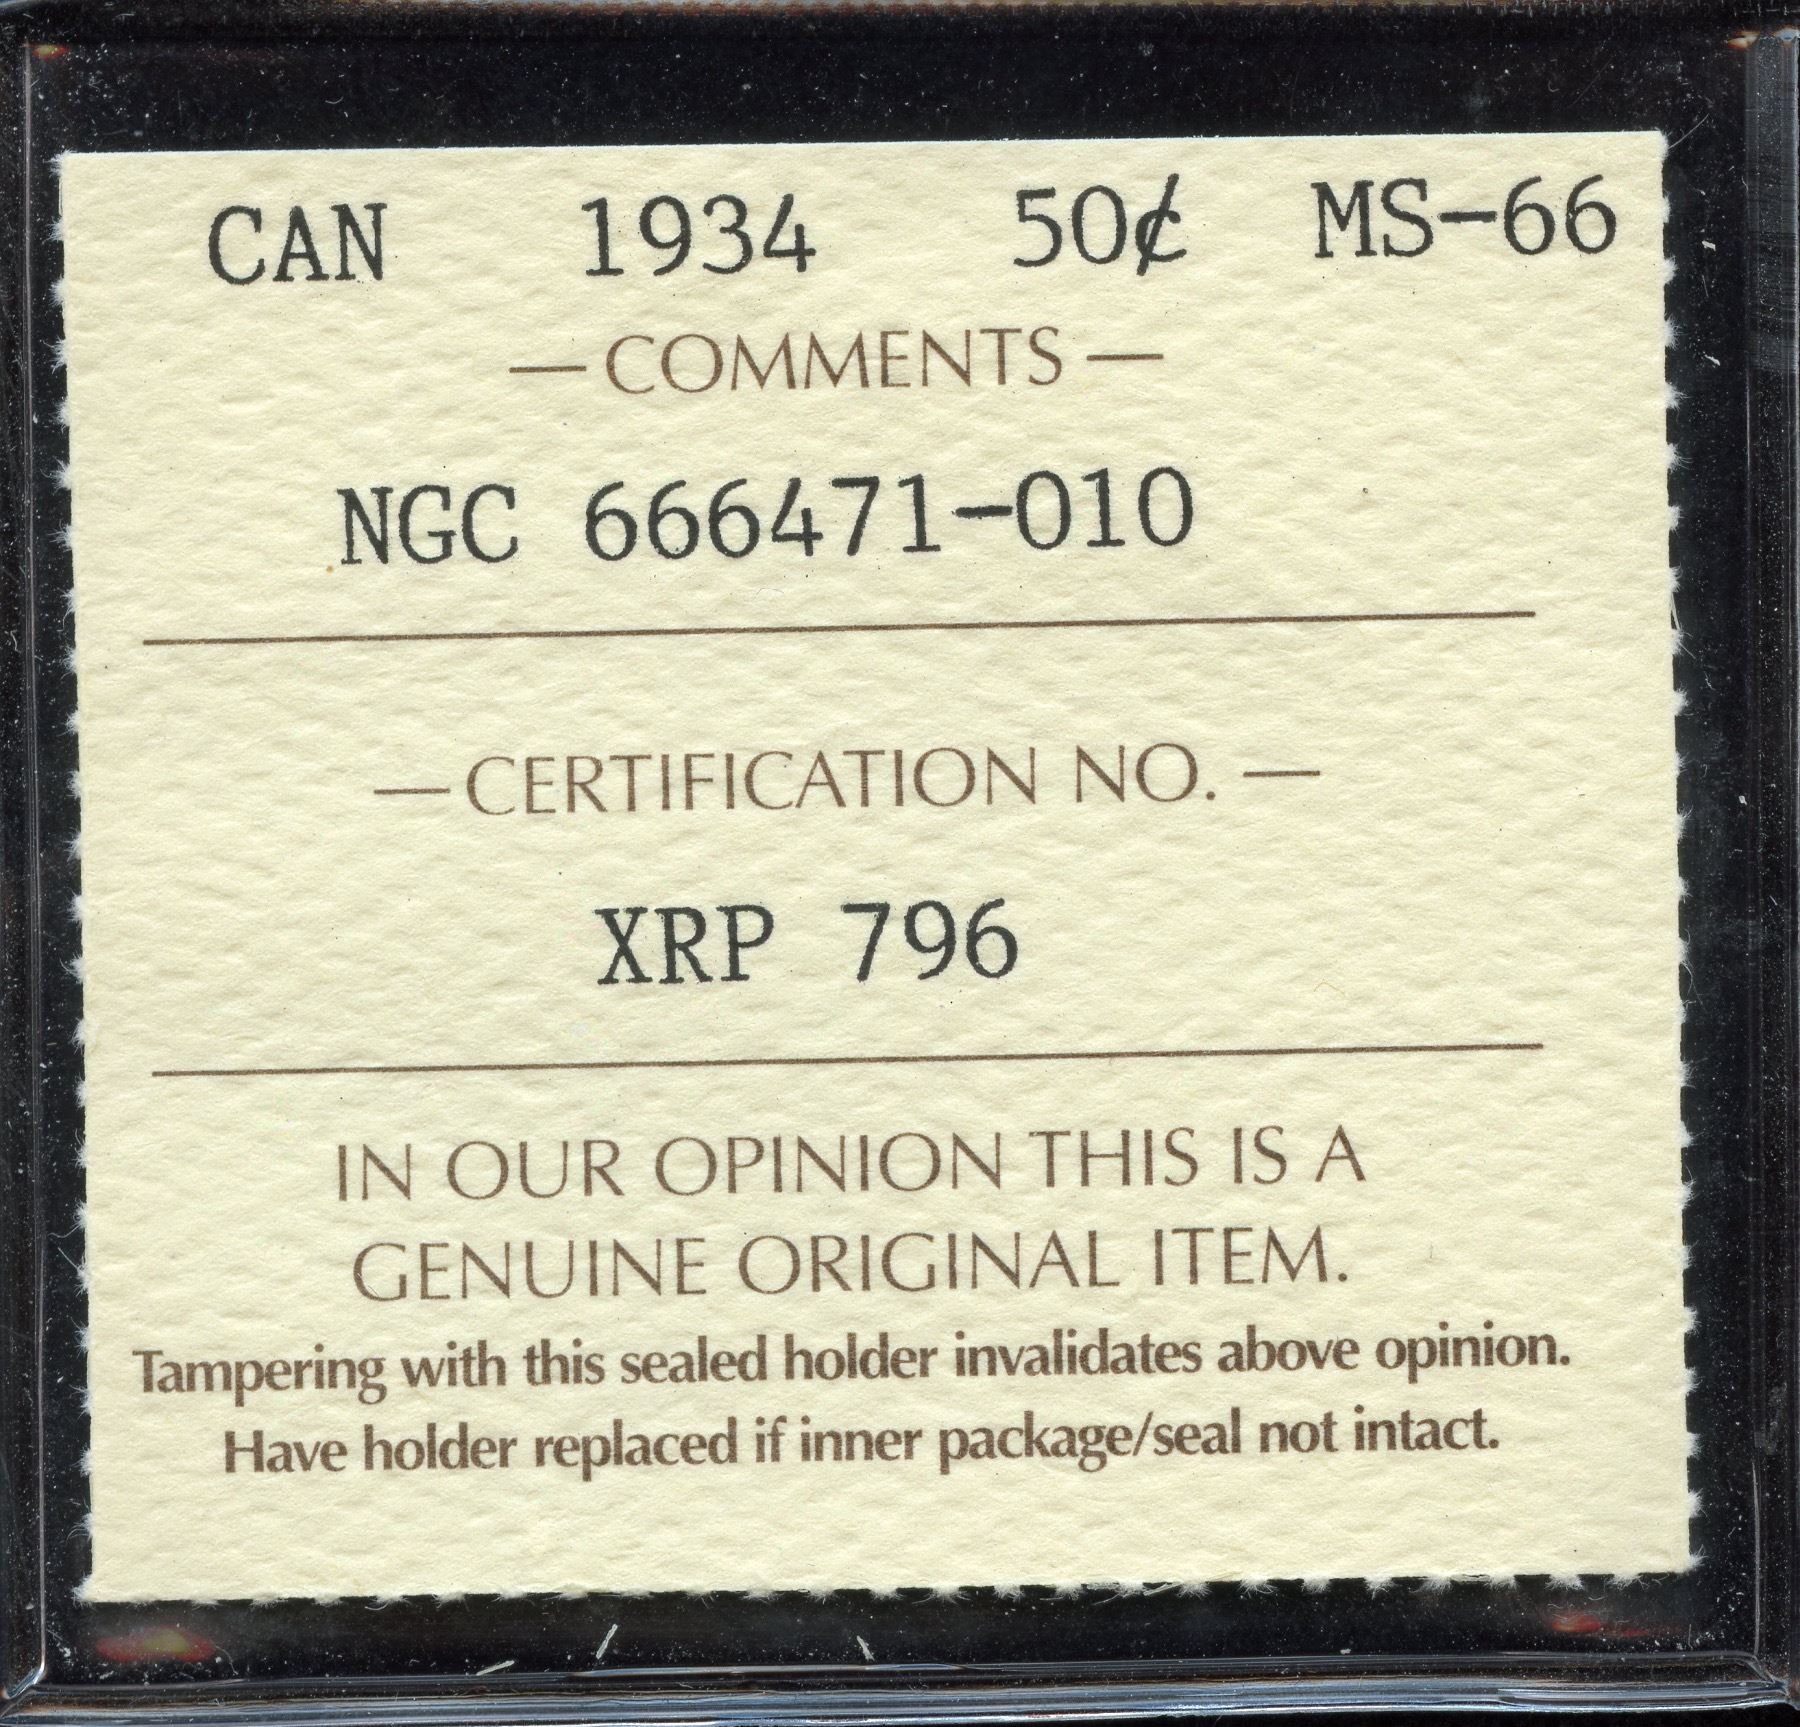 CAN 1934 50¢ MS-66
— COMMENTS —
NGC 666471-010
— CERTIFICATION NO. —
XRP 796
IN OUR OPINION THIS IS A
GENUINE ORIGINAL ITEM.
Tampering with this sealed holder invalidates above opinion.
Have holder replaced if inner package/seal not intact.